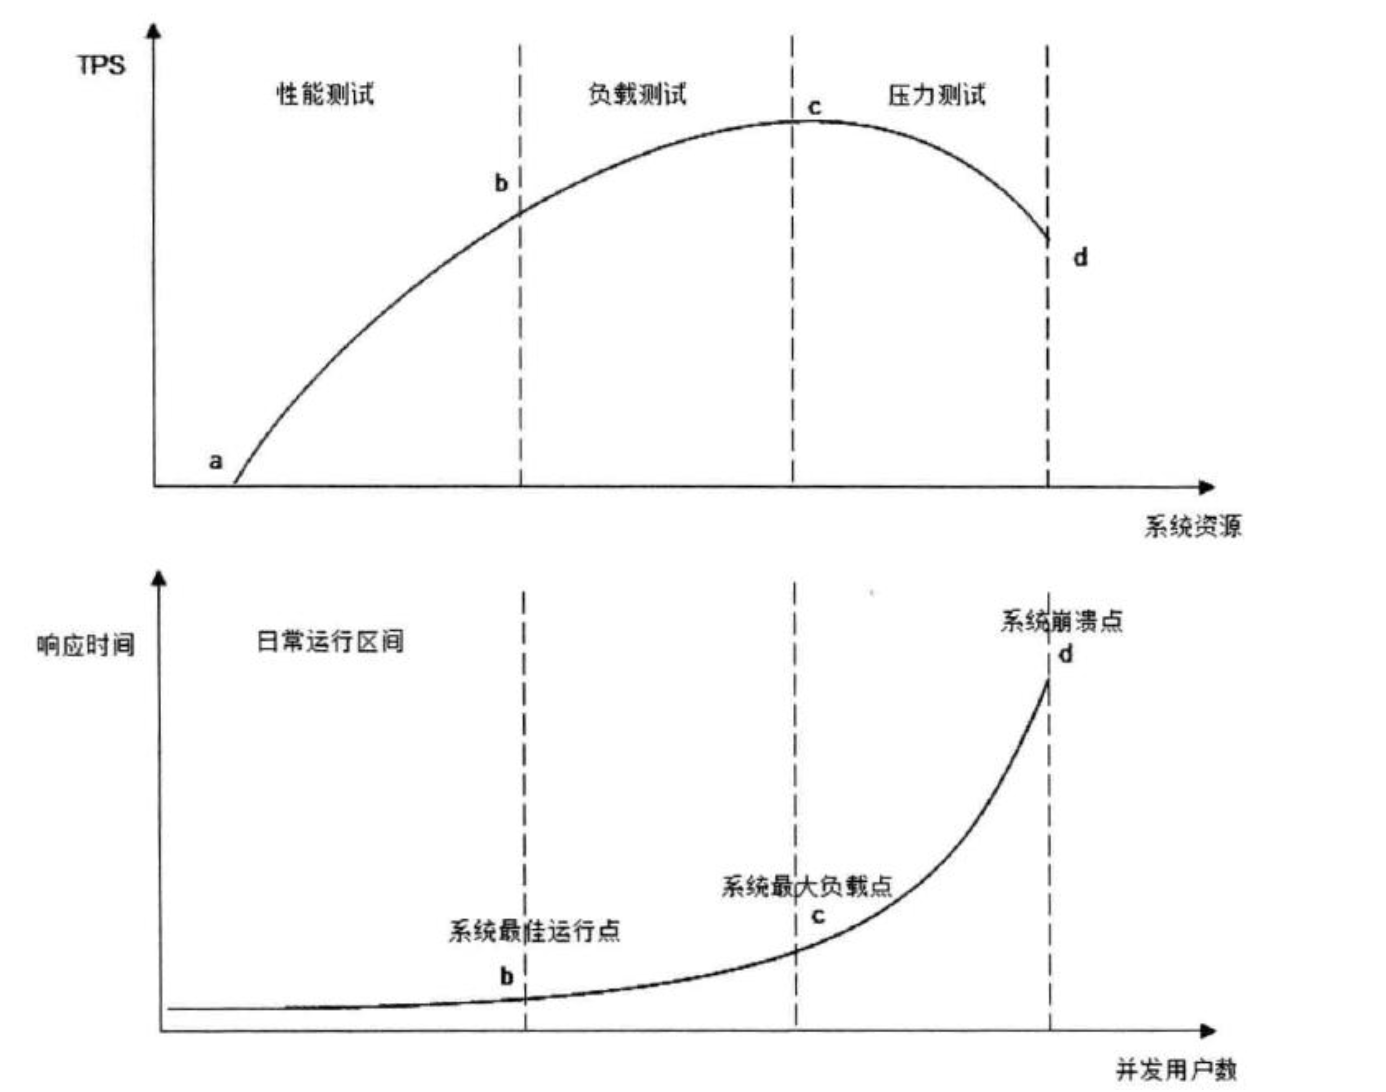 TPS
性能测试
负载测试
压力测试
c
b
d
a
系统资源
响应时间
日常运行区间
系统崩溃点
d
系统最大负载点
c
系统最佳运行点
b
并发用户数